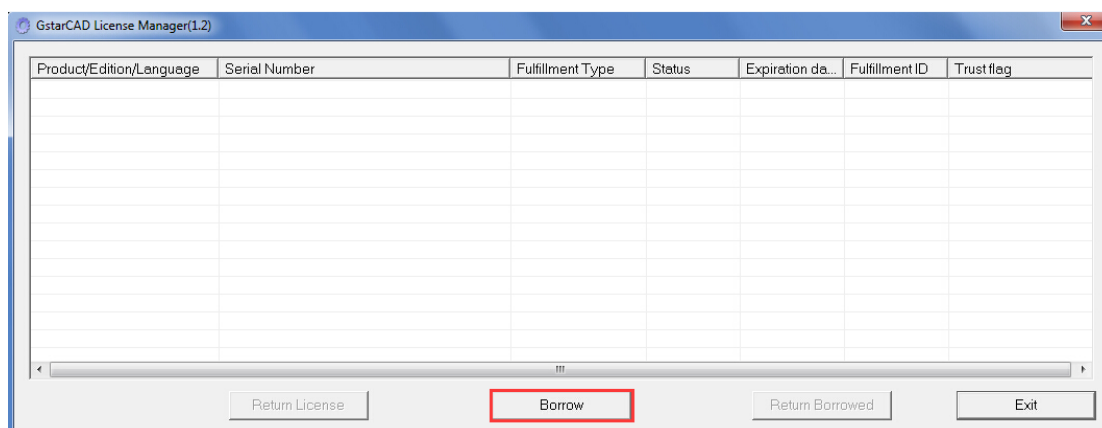 GstarCAD License Manager(1.2)
Product/Edition/Language Serial Number Fulfillment Type Status Expiration da... Fulfillment ID Trust flag
Return License Borrow Return Borrowed Exit